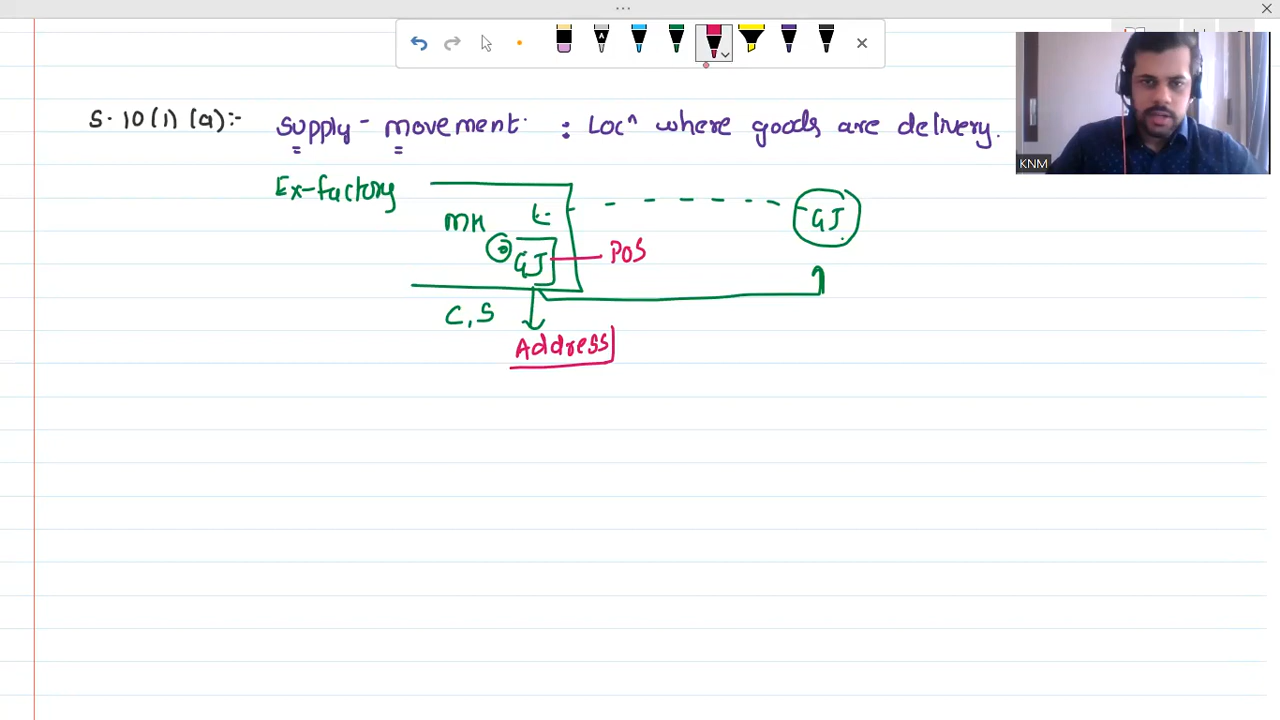 S. 10(1) (a):- Supply - movement : Locn where goods are delivery.
Ex-factory
MH GJ
GJ POS
C, S
Address
KNM